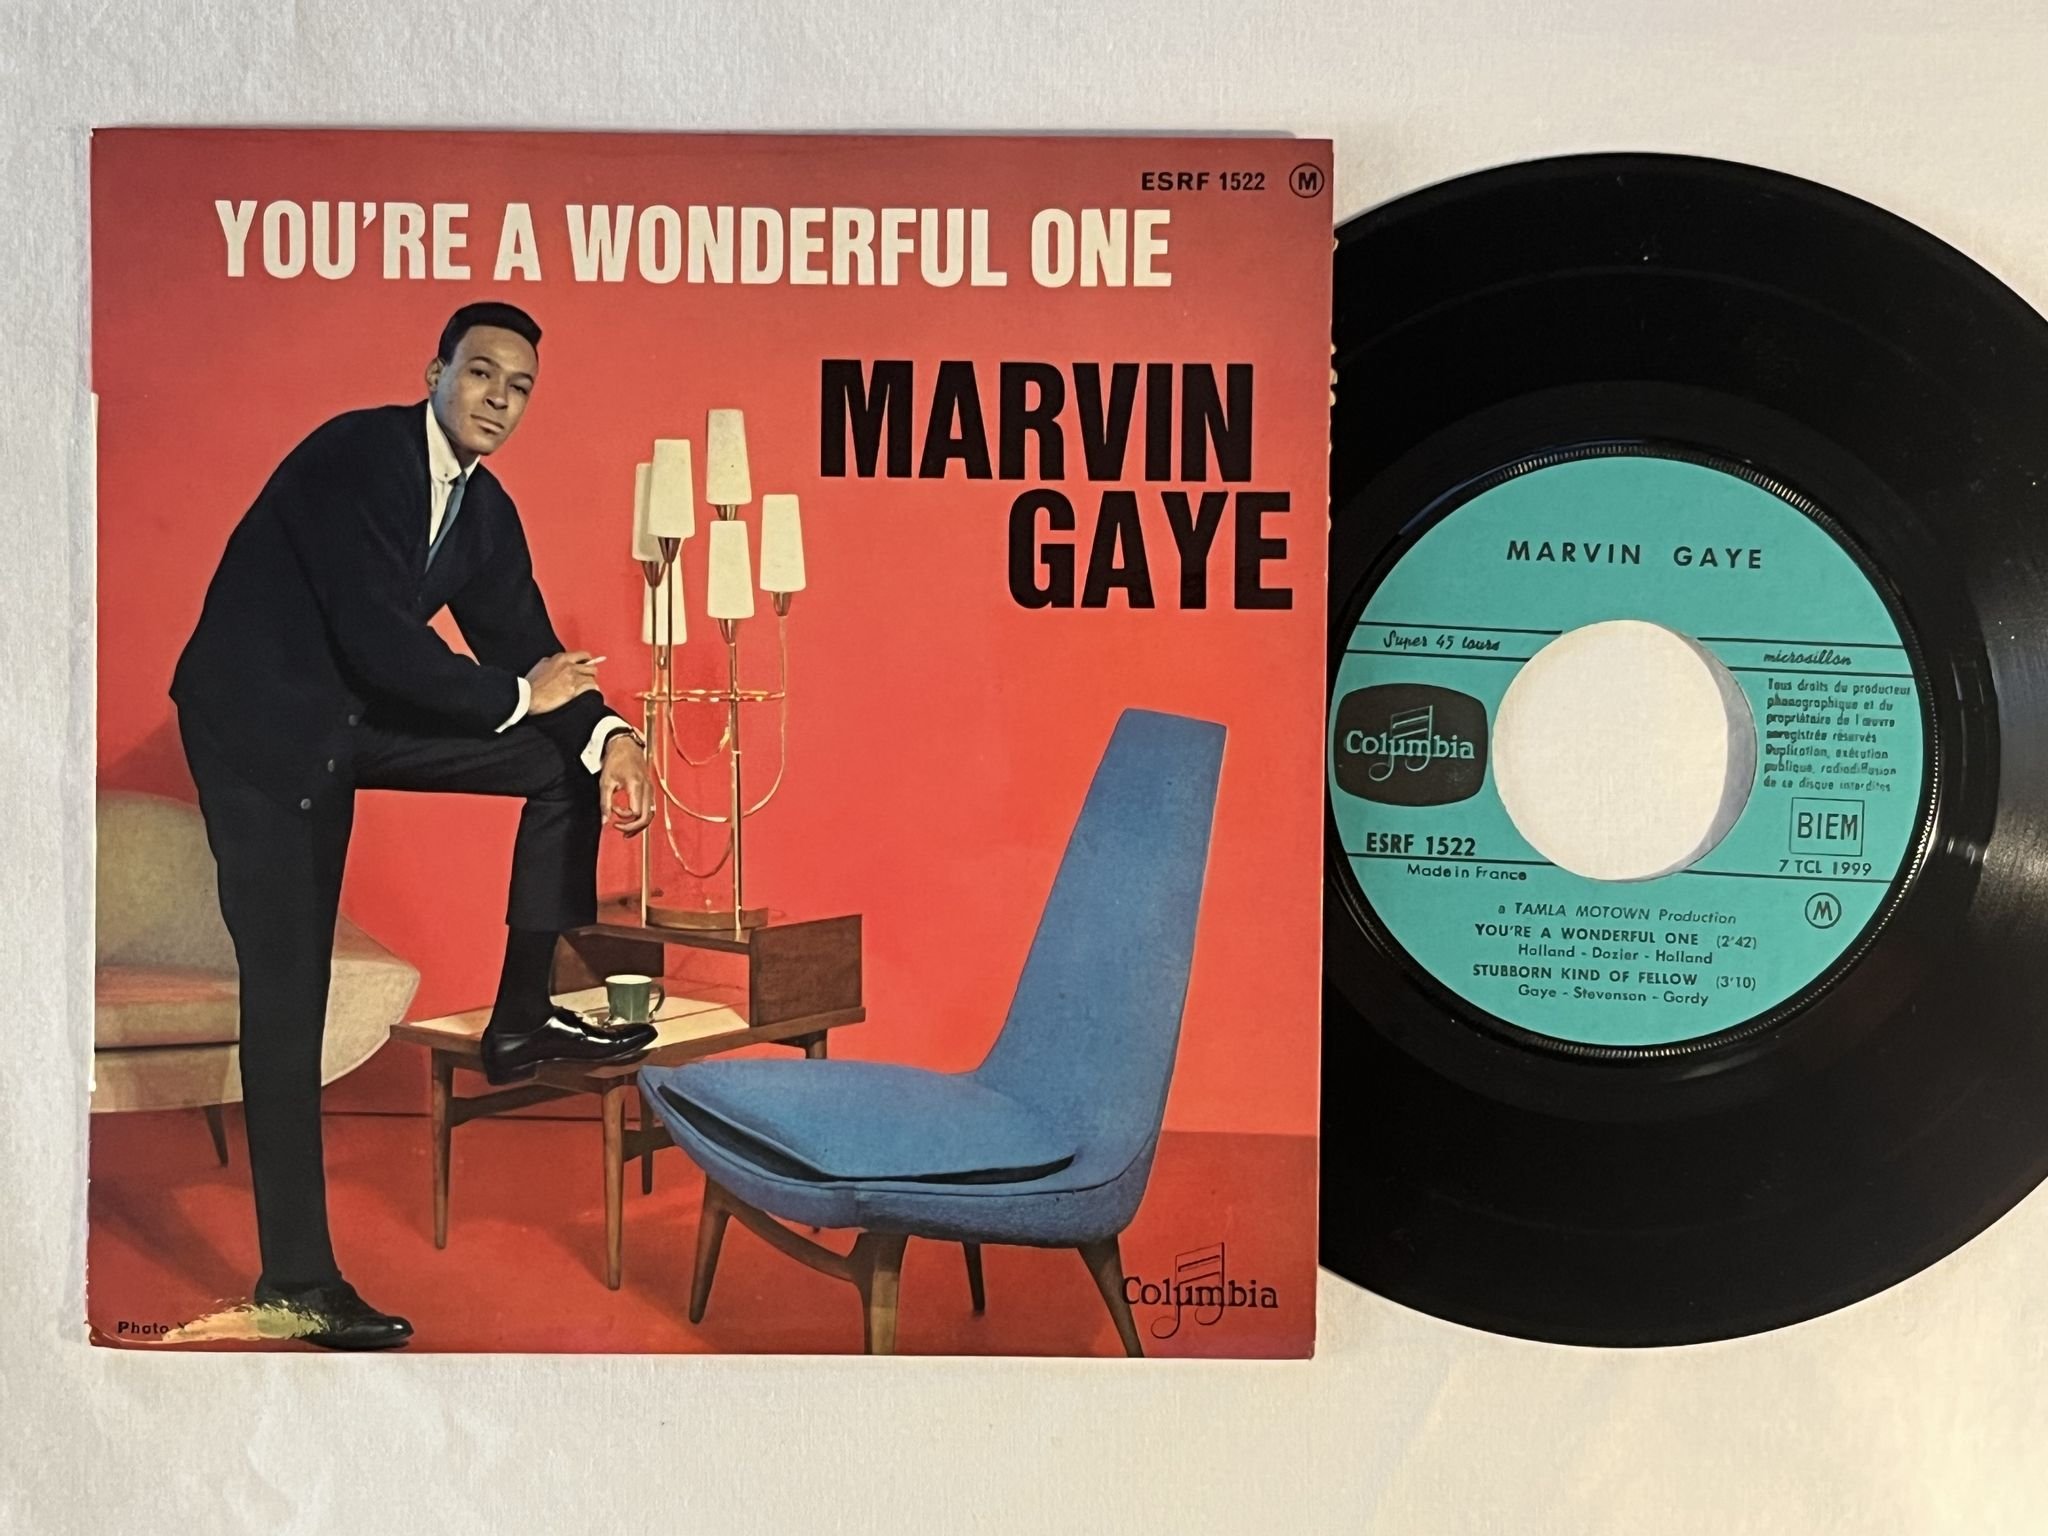 ESRF 1522 M
YOU'RE A WONDERFUL ONE
MARVIN
GAYE
Columbia
Photo
MARVIN GAYE
Super 45 tours
microsillon
Tous droits du producteur
phonographique et du
propriétaire de l'œuvre
enregistrée réservés
Duplication, exécution
publique, radiodiffusion
de ce disque interdites
Columbia
BIEM
ESRF 1522
7 TCL 1999
Made in France
M
a TAMLA MOTOWN Production
YOU'RE A WONDERFUL ONE (2'42)
Holland - Dozier - Holland
STUBBORN KIND OF FELLOW (3'10)
Gaye - Stevenson - Gordy